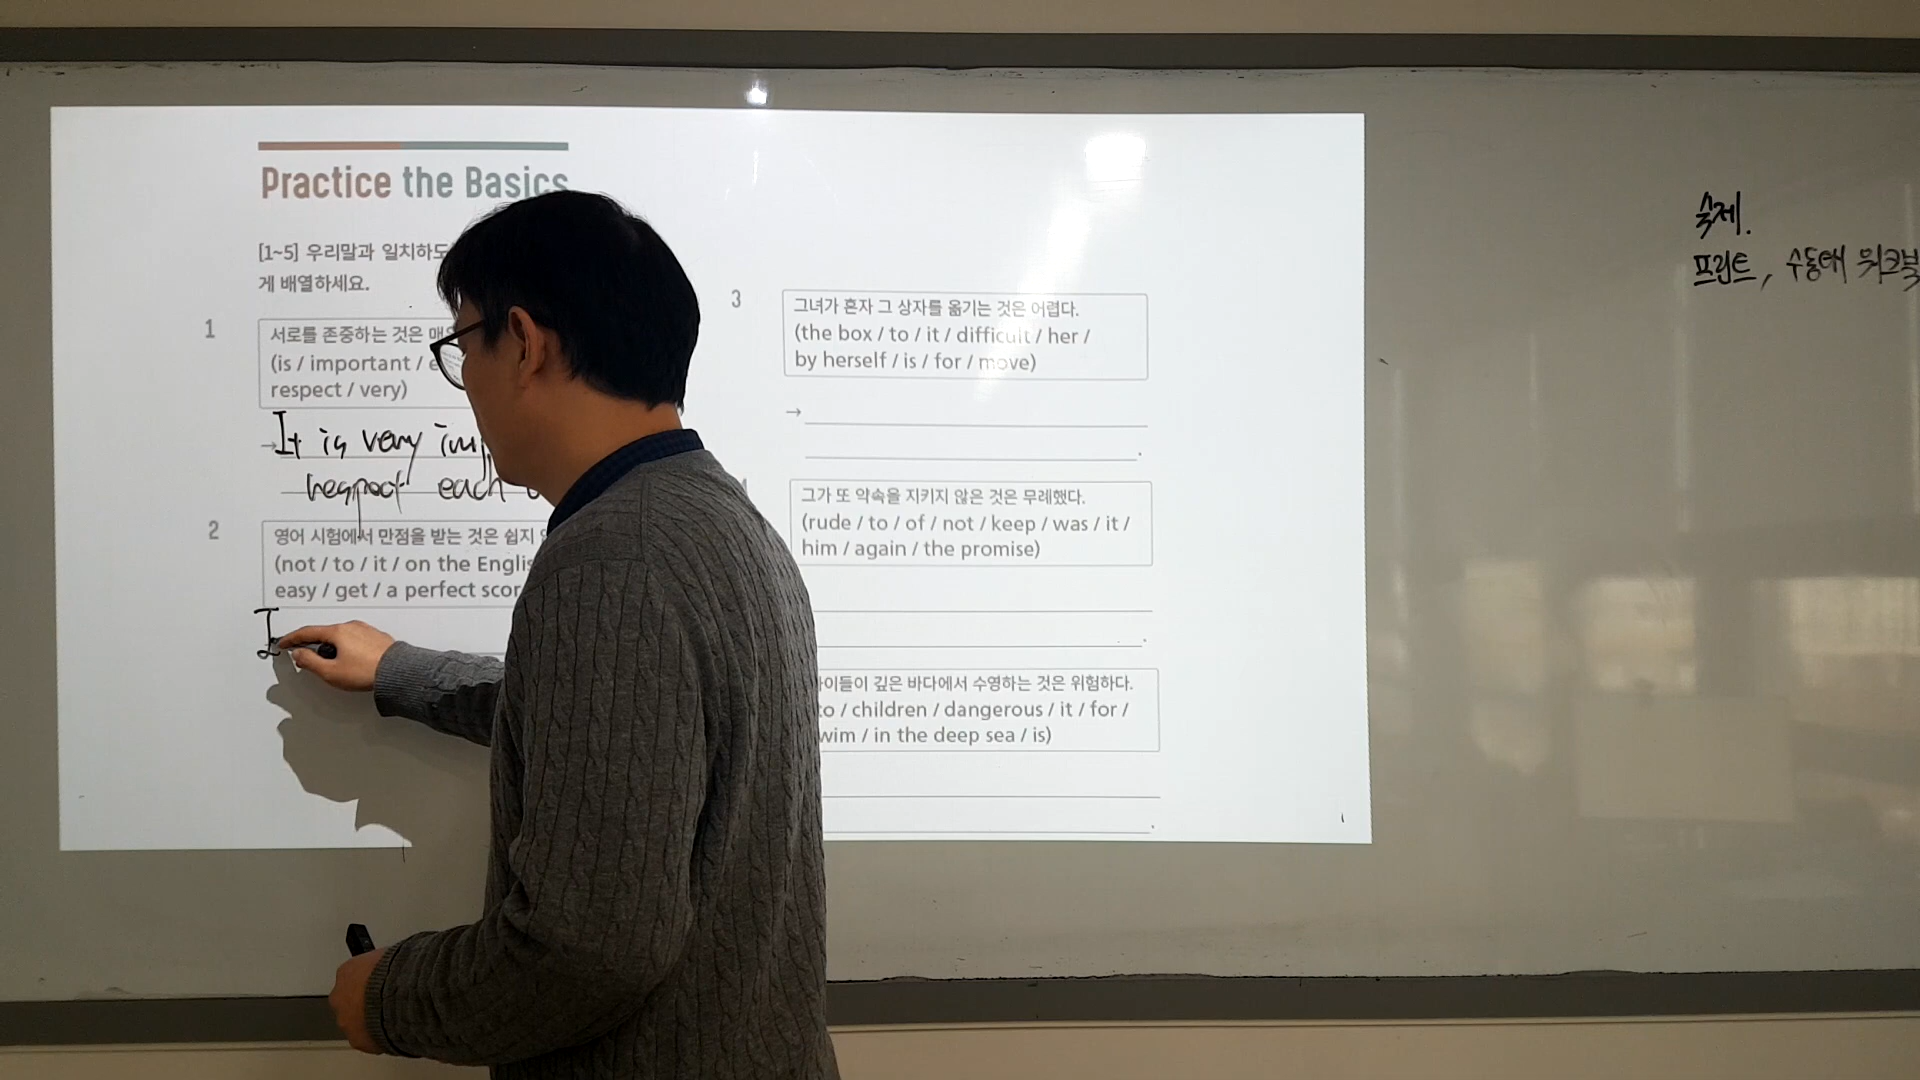 Practice the Basics
[1~5] 우리말과 일치하도
게 배열하세요.
1
서로를 존중하는 것은
(is / important /
respect / very)
→ It is very imp
respect each
2
영어 시험에서 만점을 받는 것은 쉽지
(not / to / it / on the Englis
easy / get / a perfect scor
I
3
그녀가 혼자 그 상자를 옮기는 것은 어렵다.
(the box / to / it / difficult / her /
by herself / is / for / move)
→
그가 또 약속을 지키지 않은 것은 무례했다.
(rude / to / of / not / keep / was / it /
him / again / the promise)
아이들이 깊은 바다에서 수영하는 것은 위험하다.
to / children / dangerous / it / for /
wim / in the deep sea / is)
숙제.
프린트, 수동태 워크북